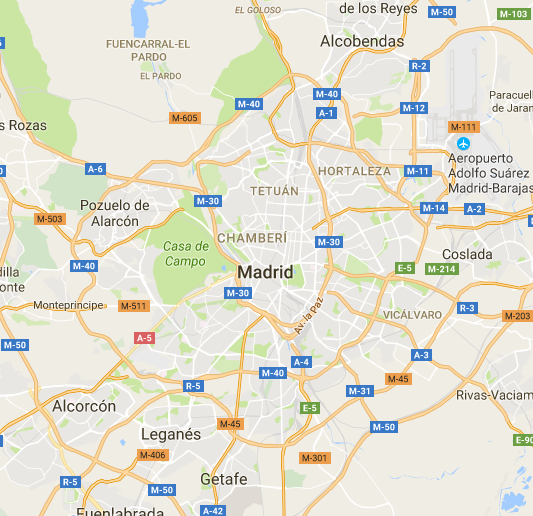 EL GOLOSO
de los Reyes
M-50
M-103
Alcobendas
FUENCARRAL-EL
PARDO
R-2
EL PARDO
M-40
M-40
Paracuell
de Jaran
M-12
A-1
M-605
s Rozas
M-111
Aeropuerto
Adolfo Suárez
Madrid-Barajas
A-6
HORTALEZA
M-11
TETUÁN
M-30
Pozuelo de
Alarcón
M-14
A-2
M-503
CHAMBERÍ
M-30
Casa de
Campo
Coslada
M-40
Madrid
E-5
M-214
dilla
onte
M-30
Montepríncipe
M-511
Av. la Paz
VICÁLVARO
R-3
M-203
A-5
M-50
A-3
A-4
M-40
M-45
R-5
M-31
Rivas-Vaciam
Alcorcón
E-5
M-45
M-50
Leganés
E-90
M-406
M-301
Getafe
R-5
M-50
A-42
Fuenlabrada